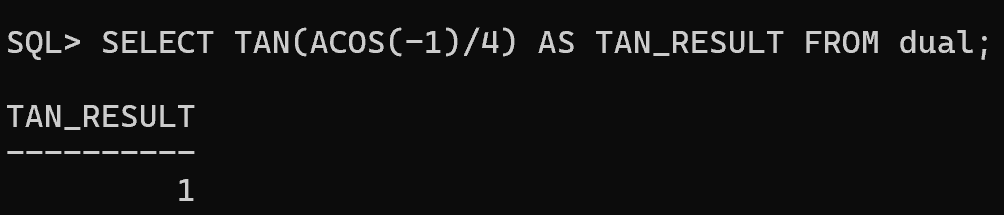 SQL> SELECT TAN(ACOS(-1)/4) AS TAN_RESULT FROM dual;
TAN_RESULT
----------
1